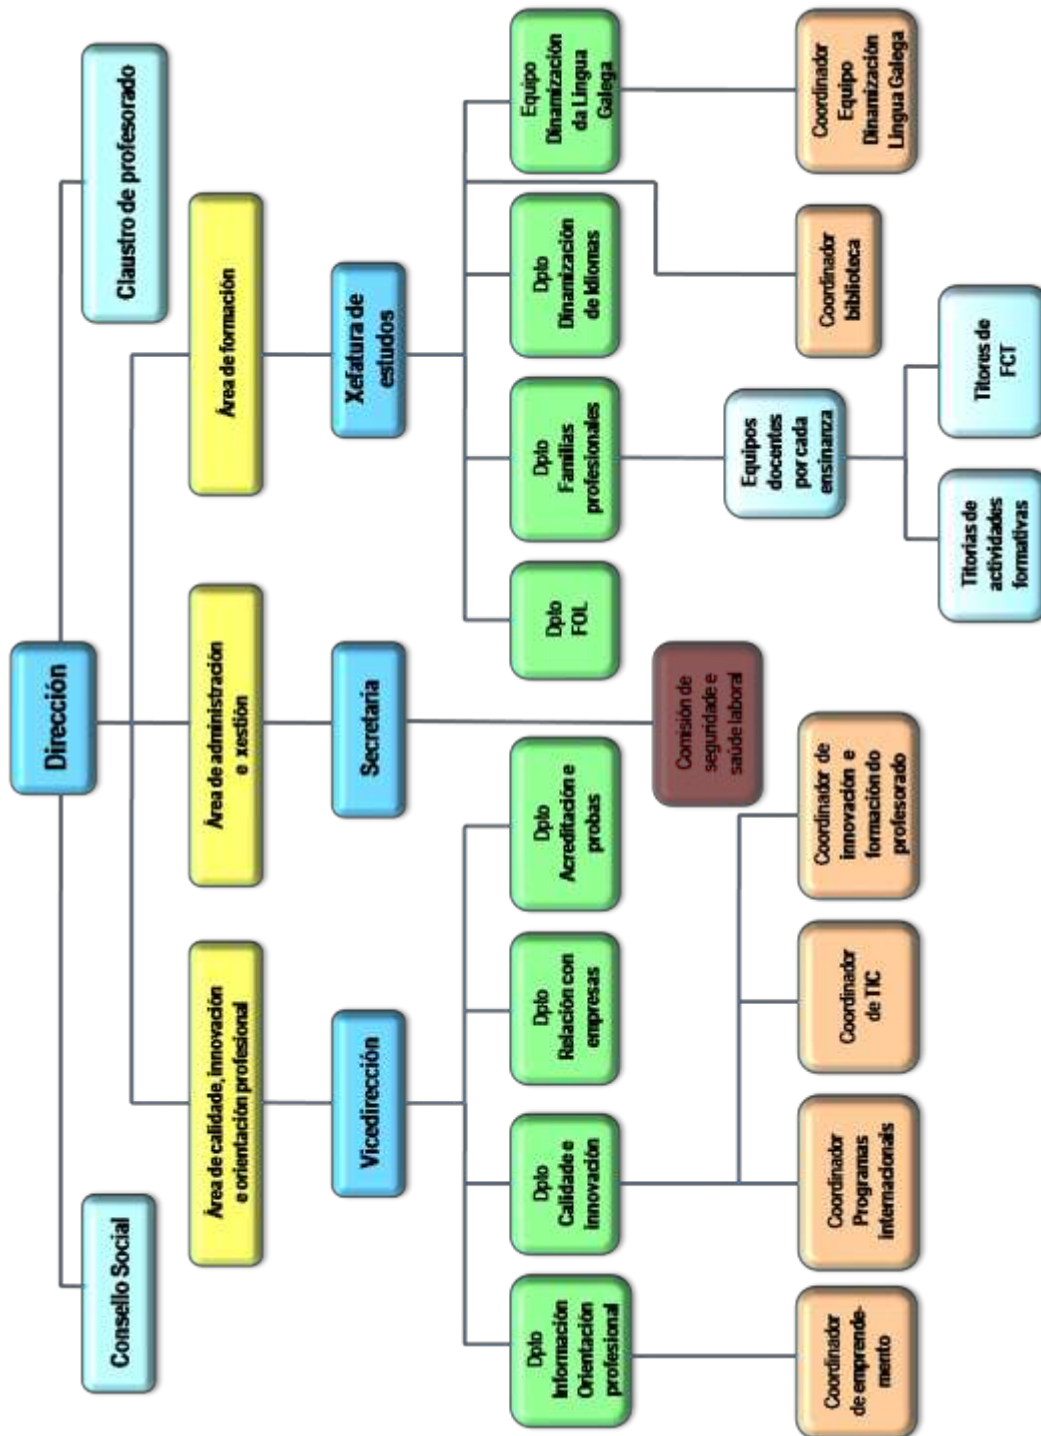 Dirección
Consello Social
Claustro de profesorado
Área de calidade, innovación
e orientación profesional
Área de administración
e xestión
Área de formación
Vicedirección
Secretaría
Xefatura de
estudos
Dpto
Información
Orientación
profesional
Dpto
Calidade e
innovación
Dpto
Relación con
empresas
Dpto
Acreditación e
probas
Dpto
FOL
Dpto
Familias
profesionales
Dpto
Dinamización
de Idiomas
Equipo
Dinamización
da Lingua
Galega
Comisión de
seguridade e
saúde laboral
Equipos
docentes
por cada
ensinanza
Coordinador
de emprende-
mento
Coordinador
Programas
internacionais
Coordinador
de TIC
Coordinador de
innovación e
formación do
profesorado
Coordinador
biblioteca
Coordinador
Equipo
Dinamización
Lingua Galega
Titorias de
actividades
formativas
Titores de
FCT